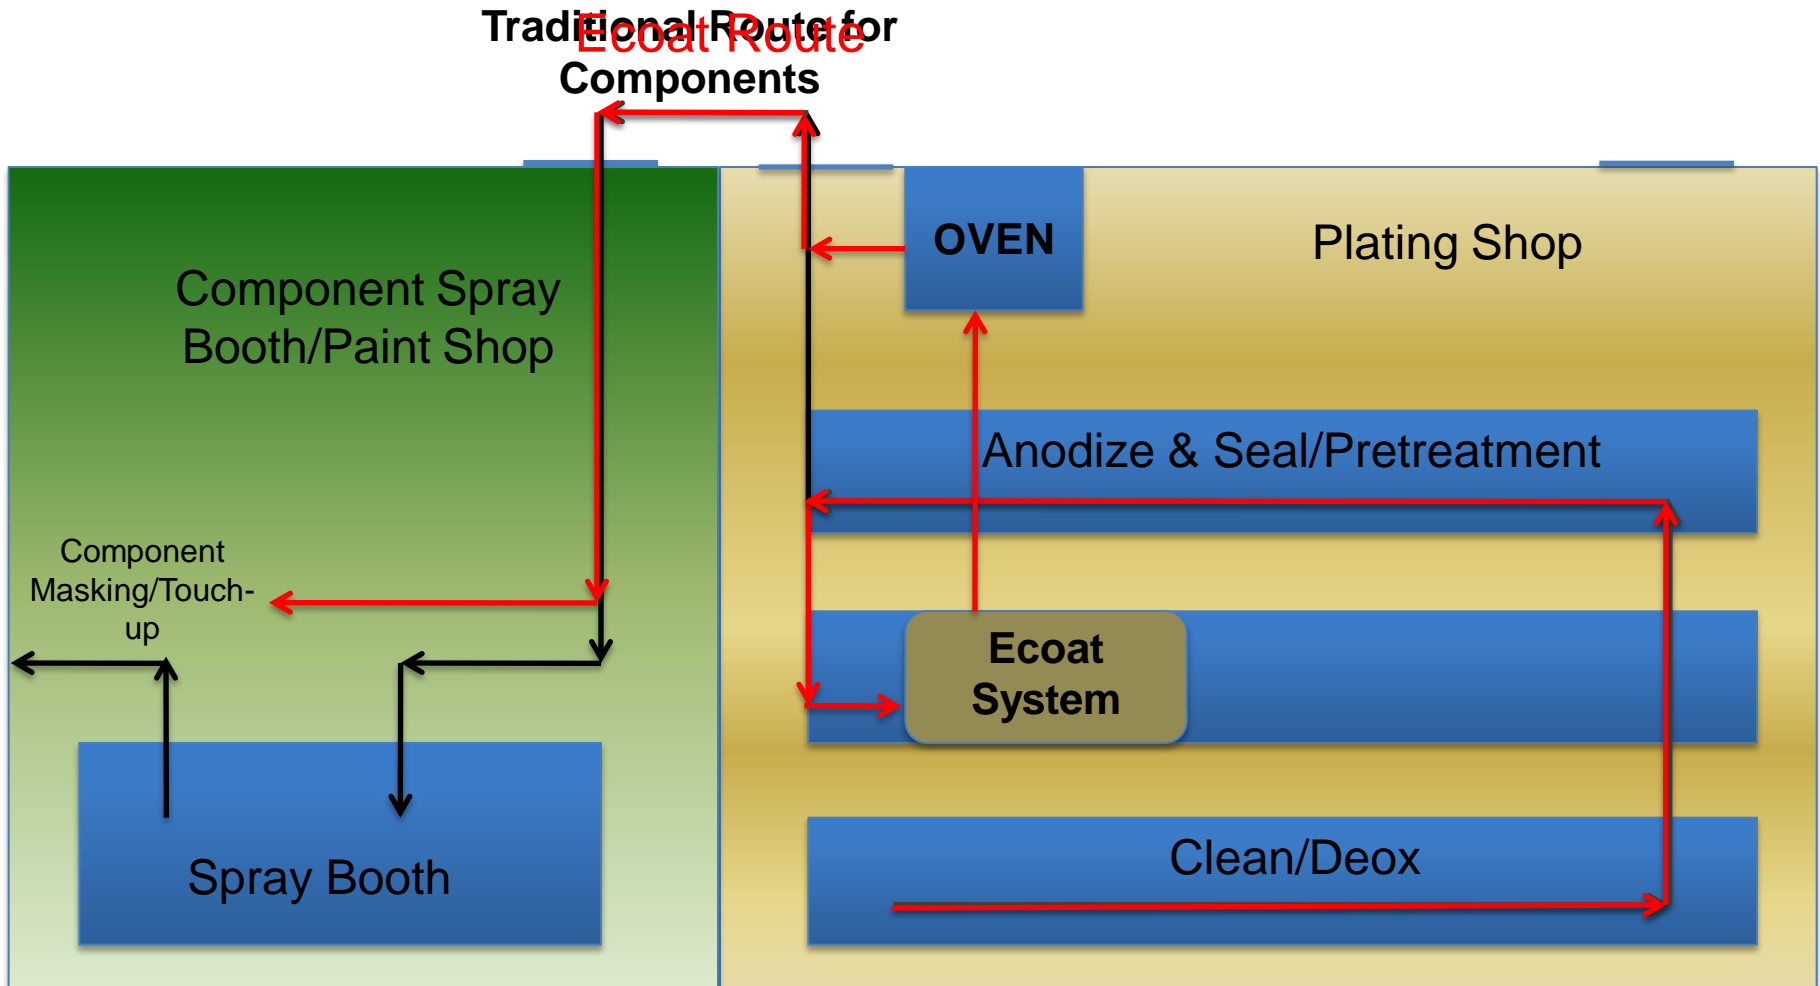 Traditional Route for
Components
Ecoat Route
OVEN
Plating Shop
Component Spray
Booth/Paint Shop
Anodize & Seal/Pretreatment
Component
Masking/Touch-
up
Ecoat
System
Clean/Deox
Spray Booth